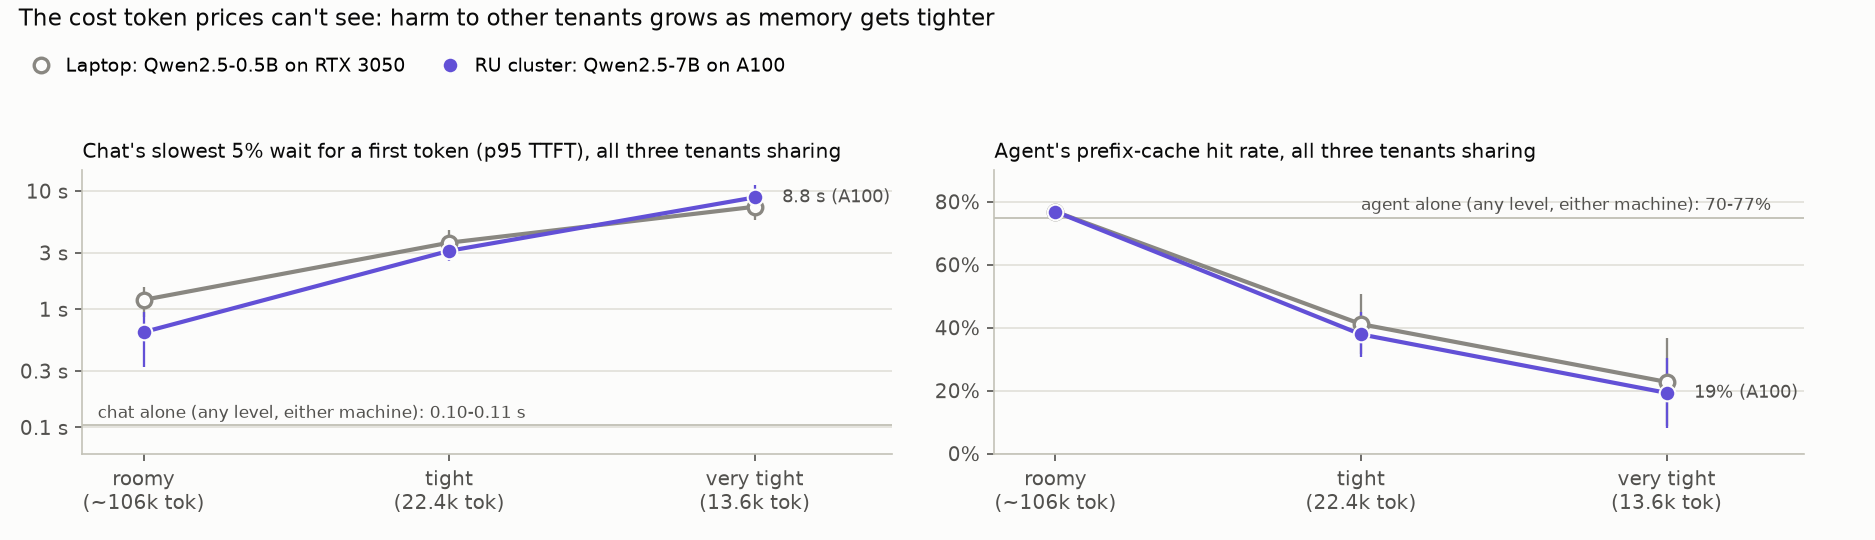 The cost token prices can't see: harm to other tenants grows as memory gets tighter
Laptop: Qwen2.5-0.5B on RTX 3050
RU cluster: Qwen2.5-7B on A100
Chat's slowest 5% wait for a first token (p95 TTFT), all three tenants sharing
10 s
3 s
1 s
0.3 s
0.1 s
8.8 s (A100)
chat alone (any level, either machine): 0.10-0.11 s
roomy
(~106k tok)
tight
(22.4k tok)
very tight
(13.6k tok)
Agent's prefix-cache hit rate, all three tenants sharing
80%
60%
40%
20%
0%
agent alone (any level, either machine): 70-77%
19% (A100)
roomy
(~106k tok)
tight
(22.4k tok)
very tight
(13.6k tok)